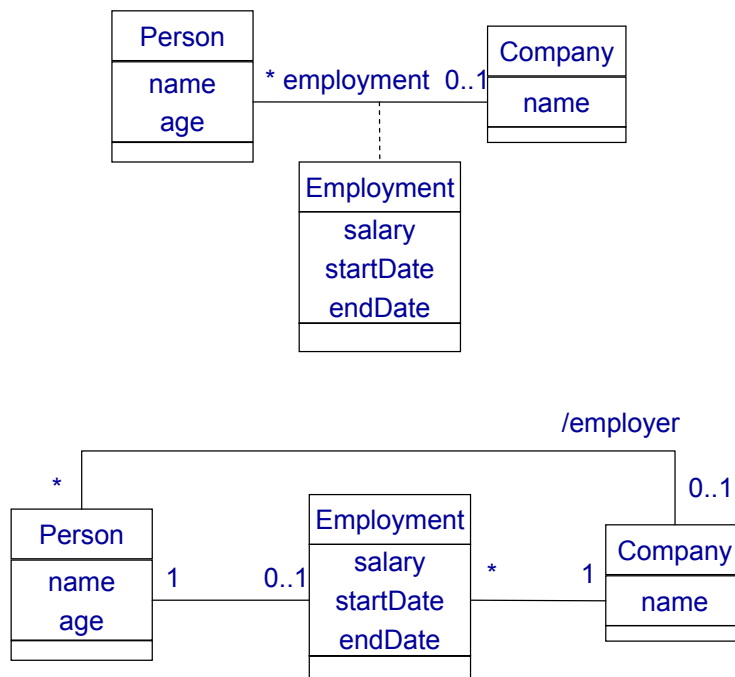 Person
Company
name
* employment 0..1
name
age
Employment
salary
startDate
endDate
/employer
*
0..1
Person
Employment
Company
name
age
1
0..1
salary
startDate
endDate
*
1
name